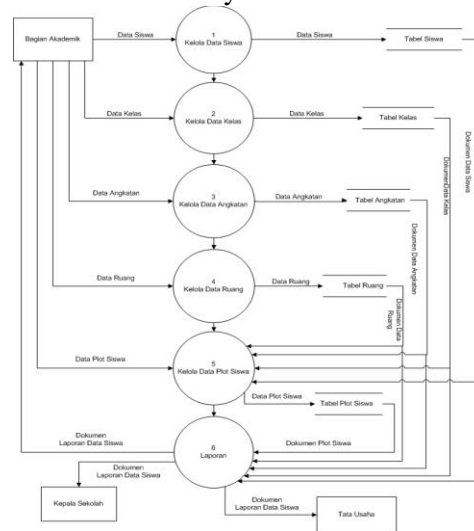 Bagian Akademik
Data Siswa
1
Kelola Data Siswa
Data Siswa
Tabel Siswa
Data Kelas
2
Kelola Data Kelas
Data Kelas
Tabel Kelas
Dokumen Data Siswa
DokumenData Kelas
Data Angkatan
3
Kelola Data Angkatan
Data Angkatan
Tabel Angkatan
Dokumen Data Angkatan
Data Ruang
4
Kelola Data Ruang
Data Ruang
Tabel Ruang
Dokumen Data
Ruang
Data Plot Siswa
5
Kelola Data Plot Siswa
Data Plot Siswa
Tabel Plot Siswa
6
Laporan
Dokumen Plot Siswa
Dokumen
Laporan Data Siswa
Dokumen
Laporan Data Siswa
Kepala Sekolah
Dokumen
Laporan Data Siswa
Tata Usaha